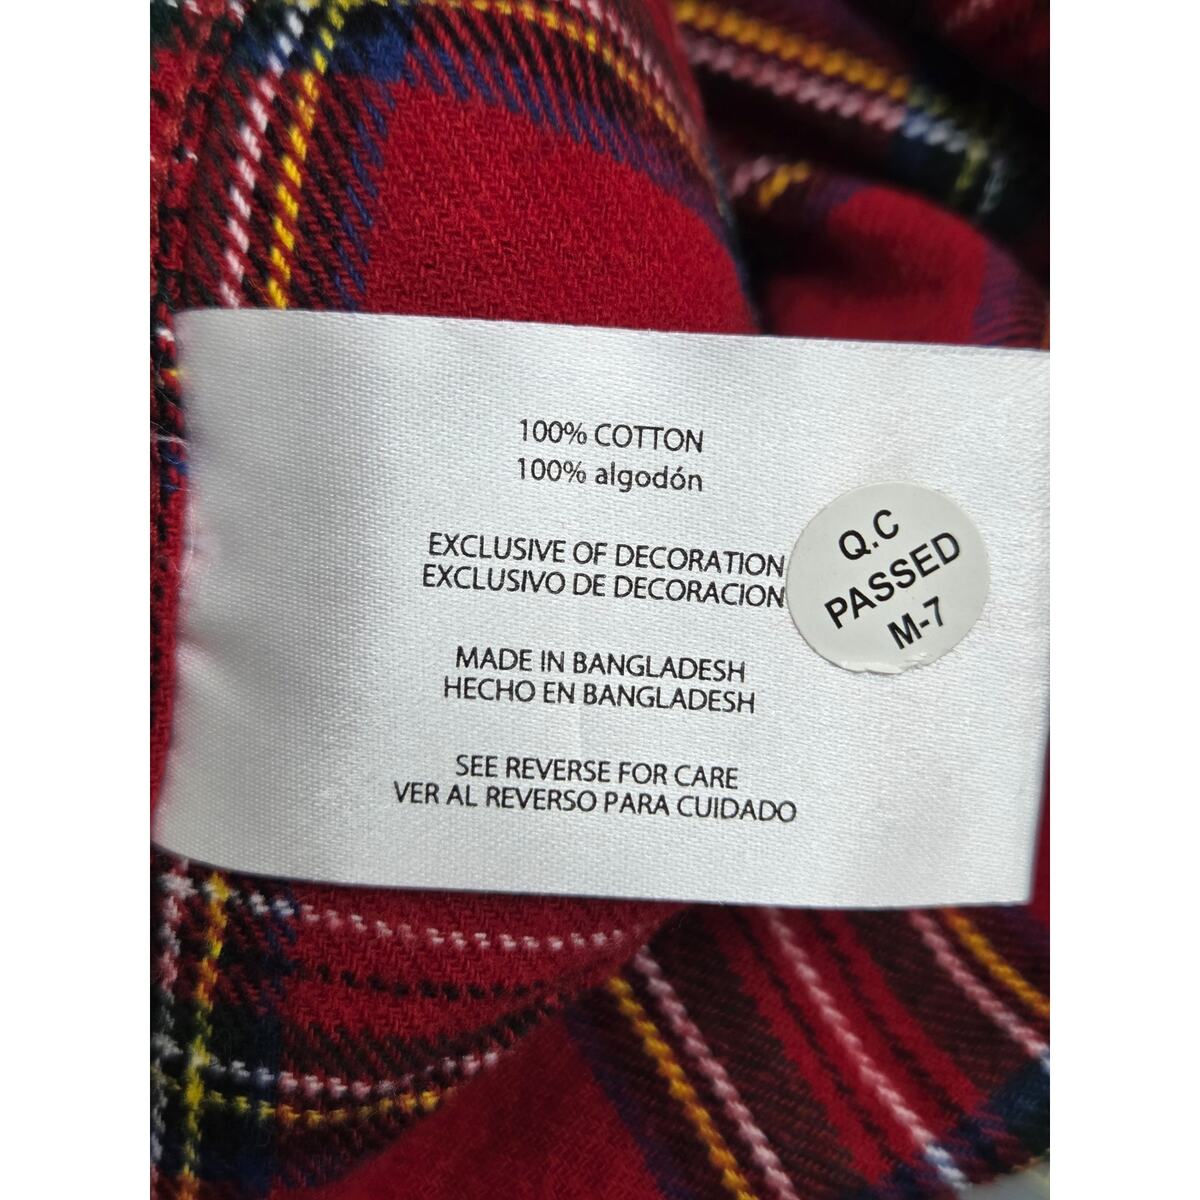 100% COTTON
100% algodón
EXCLUSIVE OF DECORATION
EXCLUSIVO DE DECORACION
MADE IN BANGLADESH
HECHO EN BANGLADESH
SEE REVERSE FOR CARE
VER AL REVERSO PARA CUIDADO
Q.C
PASSED
M-7